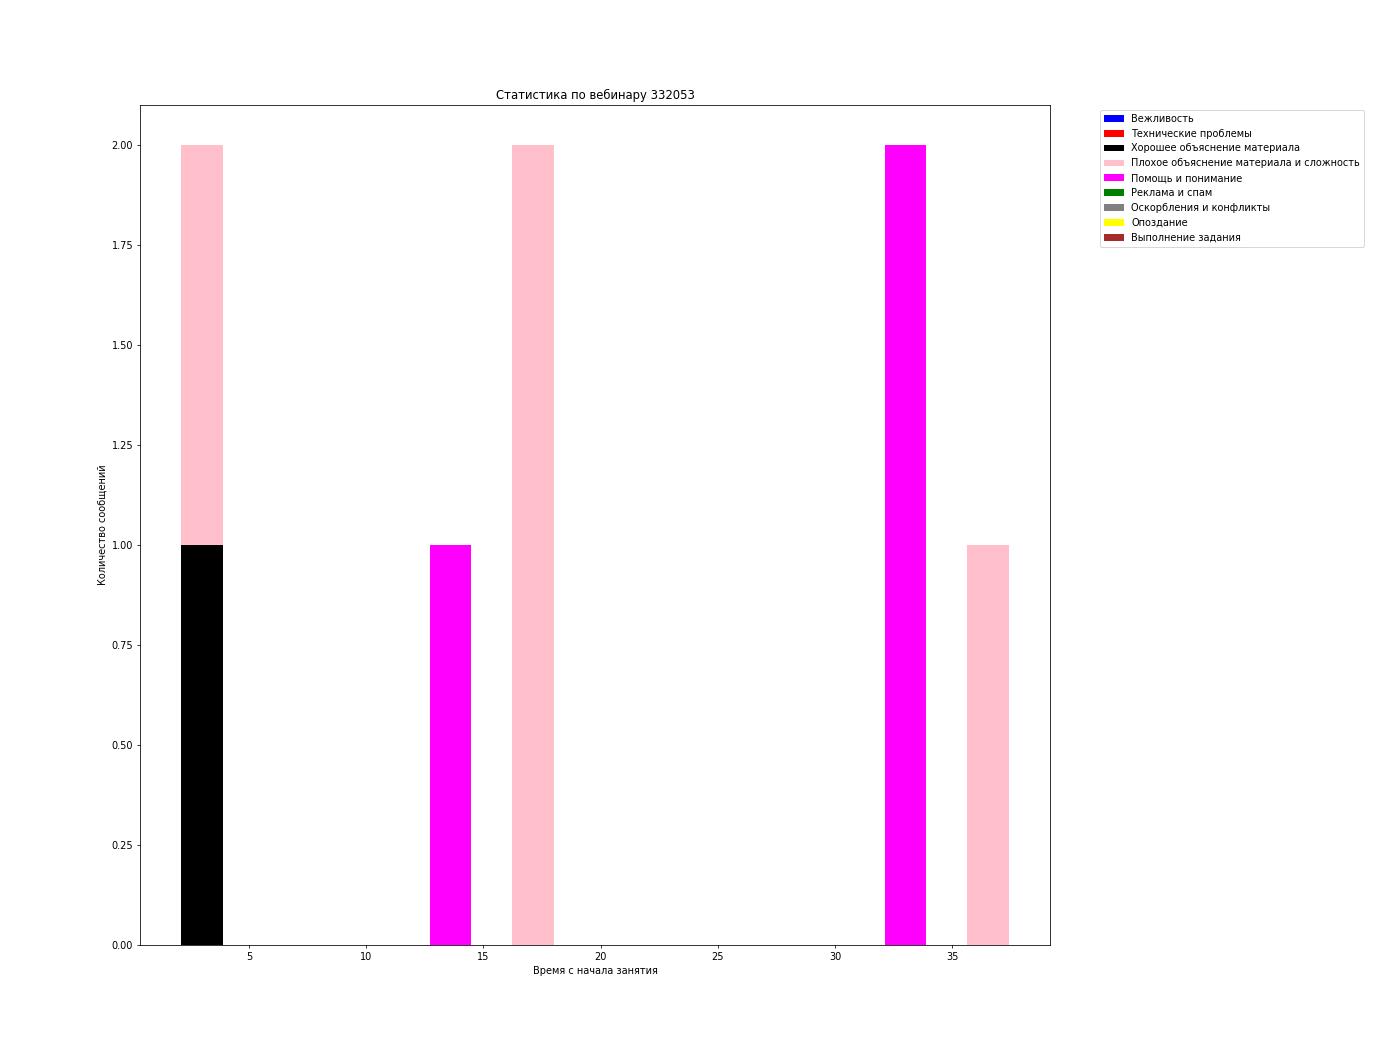 Статистика по вебинару 332053
Вежливость
Технические проблемы
Хорошее объяснение материала
Плохое объяснение материала и сложность
Помощь и понимание
Реклама и спам
Оскорбления и конфликты
Опоздание
Выполнение задания
2.00
1.75
1.50
1.25
1.00
0.75
0.50
0.25
0.00
Количество сообщений
5 10 15 20 25 30 35
Время с начала занятия